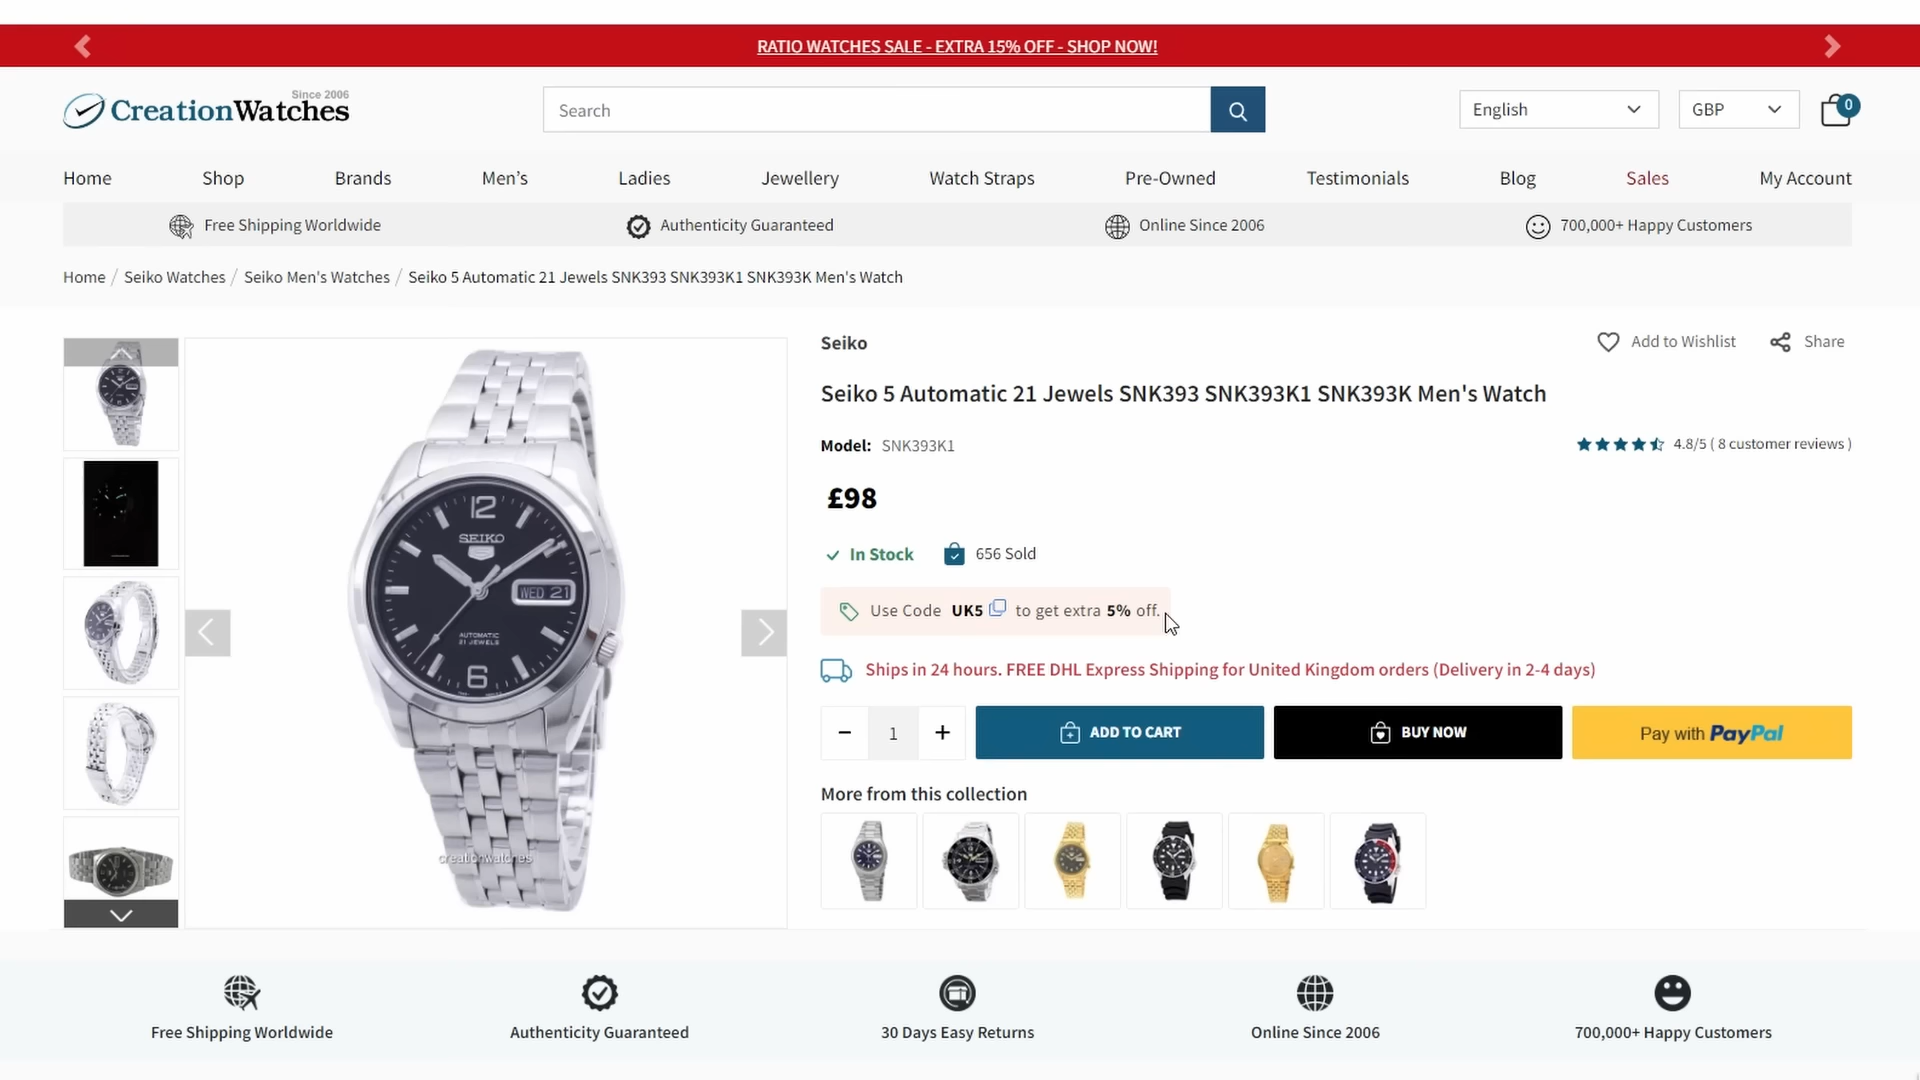 RATIO WATCHES SALE - EXTRA 15% OFF - SHOP NOW!
Since 2006
CreationWatches
Search
English
GBP
0
Home
Shop
Brands
Men's
Ladies
Jewellery
Watch Straps
Pre-Owned
Testimonials
Blog
Sales
My Account
Free Shipping Worldwide
Authenticity Guaranteed
Online Since 2006
700,000+ Happy Customers
Home / Seiko Watches / Seiko Men's Watches / Seiko 5 Automatic 21 Jewels SNK393 SNK393K1 SNK393K Men's Watch
12
SEIKO
5
WED 21
AUTOMATIC
21 JEWELS
6
creationwatches
Seiko
Add to Wishlist
Share
Seiko 5 Automatic 21 Jewels SNK393 SNK393K1 SNK393K Men's Watch
Model: SNK393K1
4.8/5 ( 8 customer reviews )
£98
In Stock
656 Sold
Use Code UK5 to get extra 5% off.
Ships in 24 hours. FREE DHL Express Shipping for United Kingdom orders (Delivery in 2-4 days)
- 1 +
ADD TO CART
BUY NOW
Pay with PayPal
More from this collection
Free Shipping Worldwide
Authenticity Guaranteed
30 Days Easy Returns
Online Since 2006
700,000+ Happy Customers